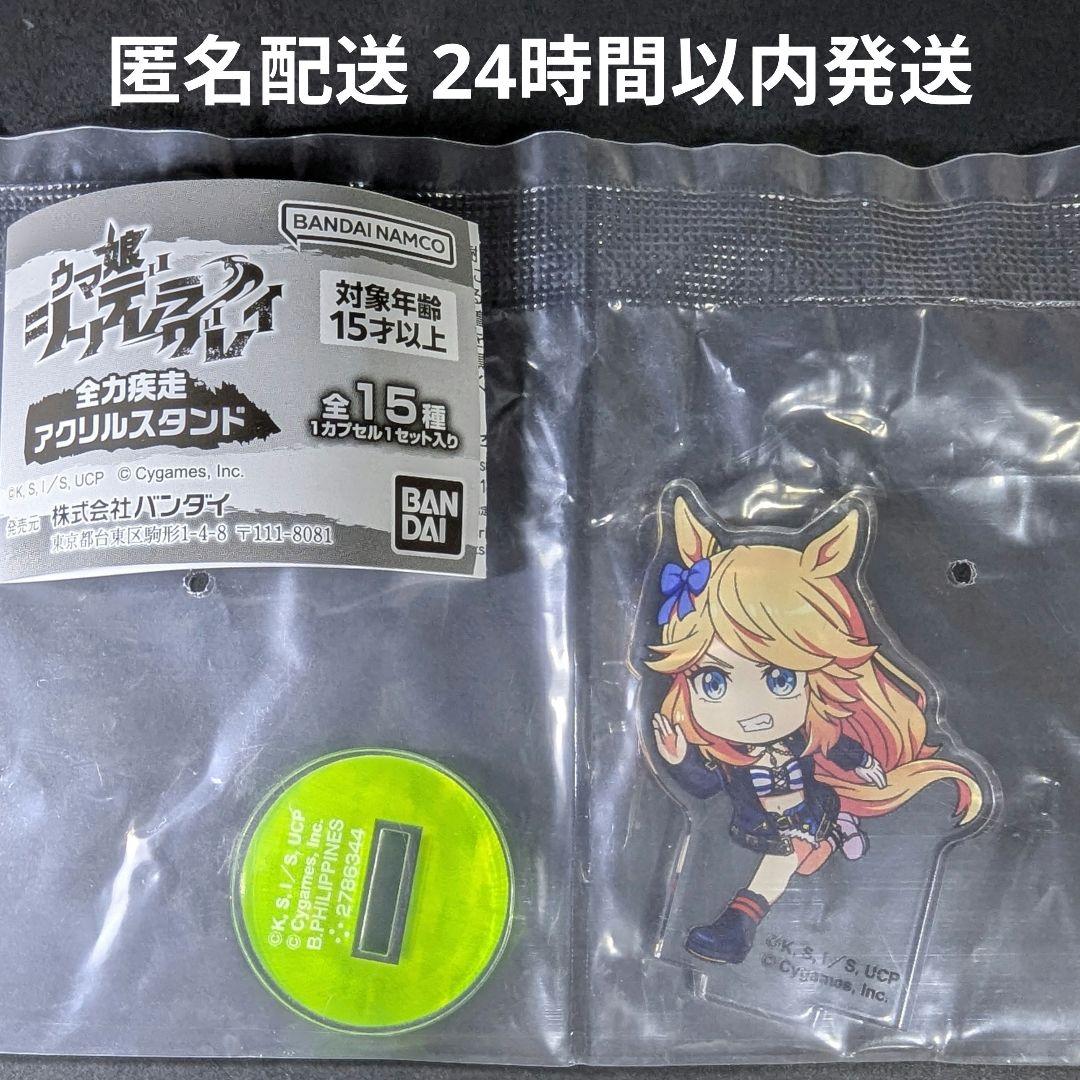 匿名配送 24時間以内発送
BANDAI NAMCO
ウマ娘
シンデレラグレイ
対象年齢
15才以上
全力疾走
アクリルスタンド
全15種
1カプセル1セット入り
©K, S, I／S, UCP © Cygames, Inc.
発売元 株式会社バンダイ
東京都台東区駒形1-4-8 〒111-8081
BAN
DAI
©K, S, I／S, UCP
© Cygames, Inc.
B.PHILIPPINES
2786344
©K, S, I／S, UCP
© Cygames, Inc.